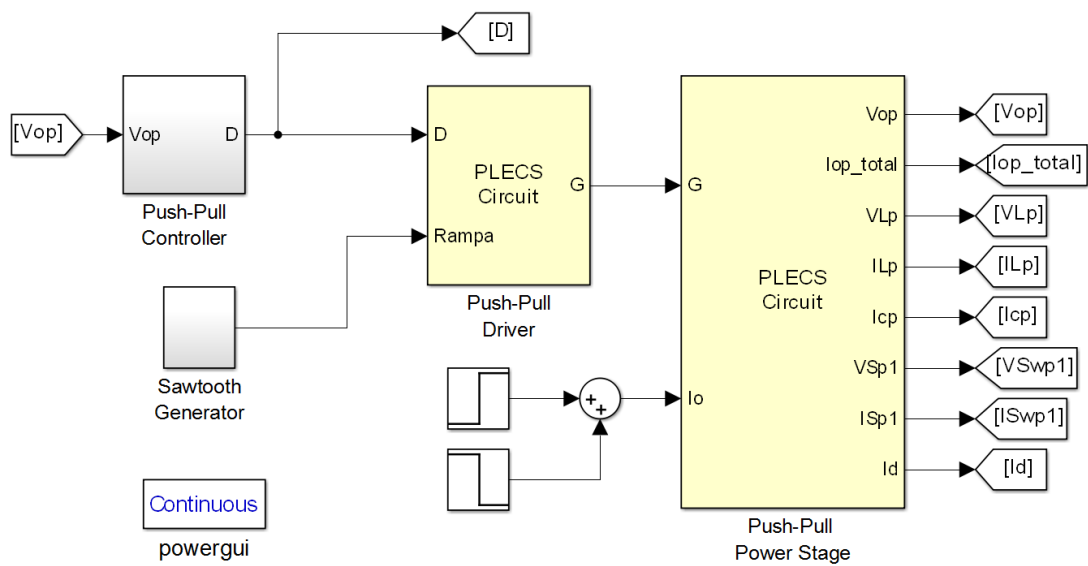 [D]
[Vop]
Vop
D
Push-Pull
Controller
D
Rampa
PLECS
Circuit
G
Push-Pull
Driver
Sawtooth
Generator
Continuous
powergui
G
Io
PLECS
Circuit
Vop
Iop_total
VLp
ILp
Icp
VSp1
ISp1
Id
Push-Pull
Power Stage
[Vop]
[Iop_total]
[VLp]
[ILp]
[Icp]
[VSwp1]
[ISwp1]
[Id]